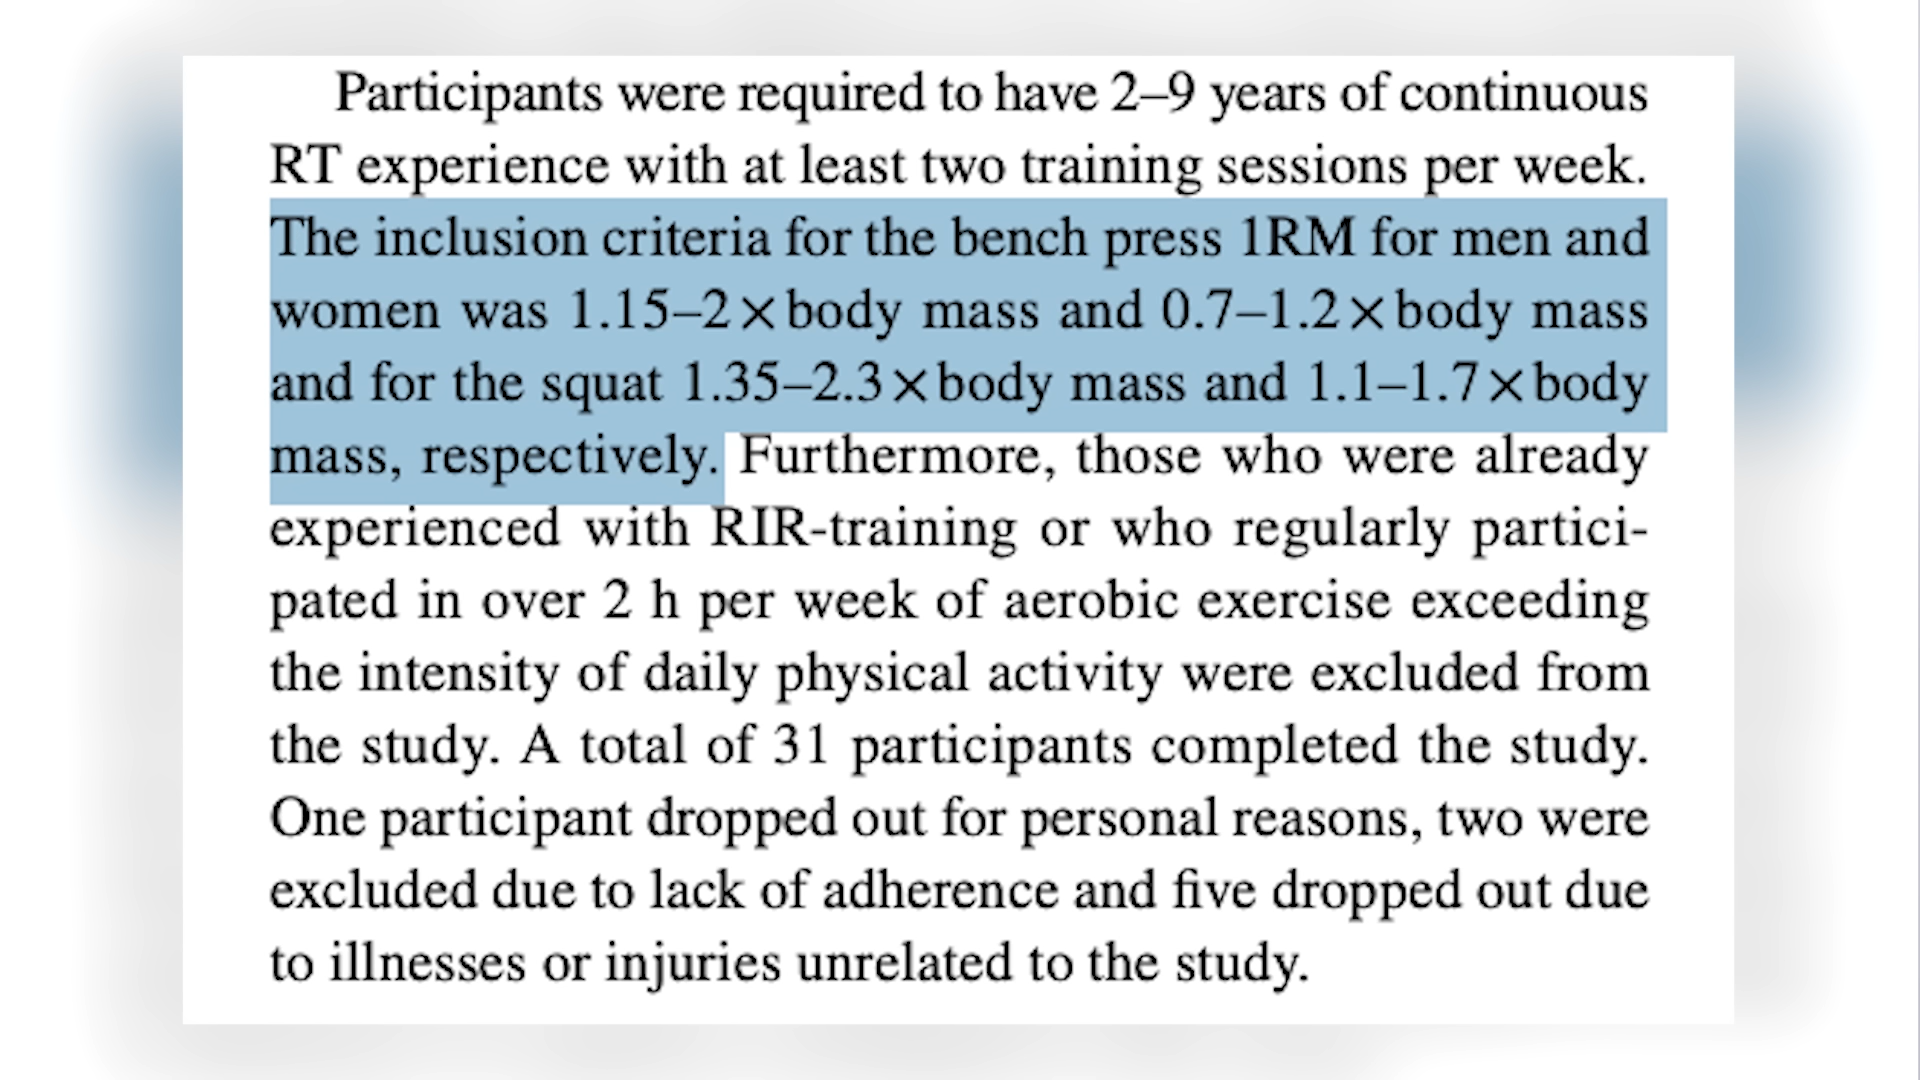 Participants were required to have 2–9 years of continuous
RT experience with at least two training sessions per week.
The inclusion criteria for the bench press 1RM for men and
women was 1.15–2×body mass and 0.7–1.2×body mass
and for the squat 1.35–2.3×body mass and 1.1–1.7×body
mass, respectively. Furthermore, those who were already
experienced with RIR-training or who regularly partici-
pated in over 2 h per week of aerobic exercise exceeding
the intensity of daily physical activity were excluded from
the study. A total of 31 participants completed the study.
One participant dropped out for personal reasons, two were
excluded due to lack of adherence and five dropped out due
to illnesses or injuries unrelated to the study.